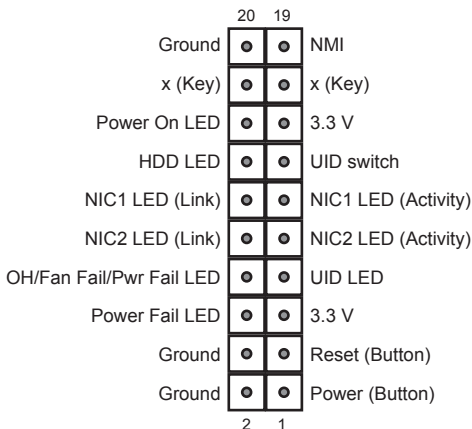 20 19
Ground NMI
x (Key) x (Key)
Power On LED 3.3 V
HDD LED UID switch
NIC1 LED (Link) NIC1 LED (Activity)
NIC2 LED (Link) NIC2 LED (Activity)
OH/Fan Fail/Pwr Fail LED UID LED
Power Fail LED 3.3 V
Ground Reset (Button)
Ground Power (Button)
2 1